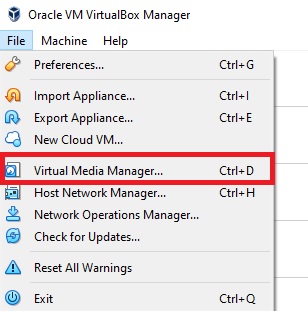 Oracle VM VirtualBox Manager
File Machine Help
Preferences... Ctrl+G
Import Appliance... Ctrl+I
Export Appliance... Ctrl+E
New Cloud VM...
Virtual Media Manager... Ctrl+D
Host Network Manager... Ctrl+H
Network Operations Manager...
Check for Updates...
Reset All Warnings
Exit Ctrl+Q